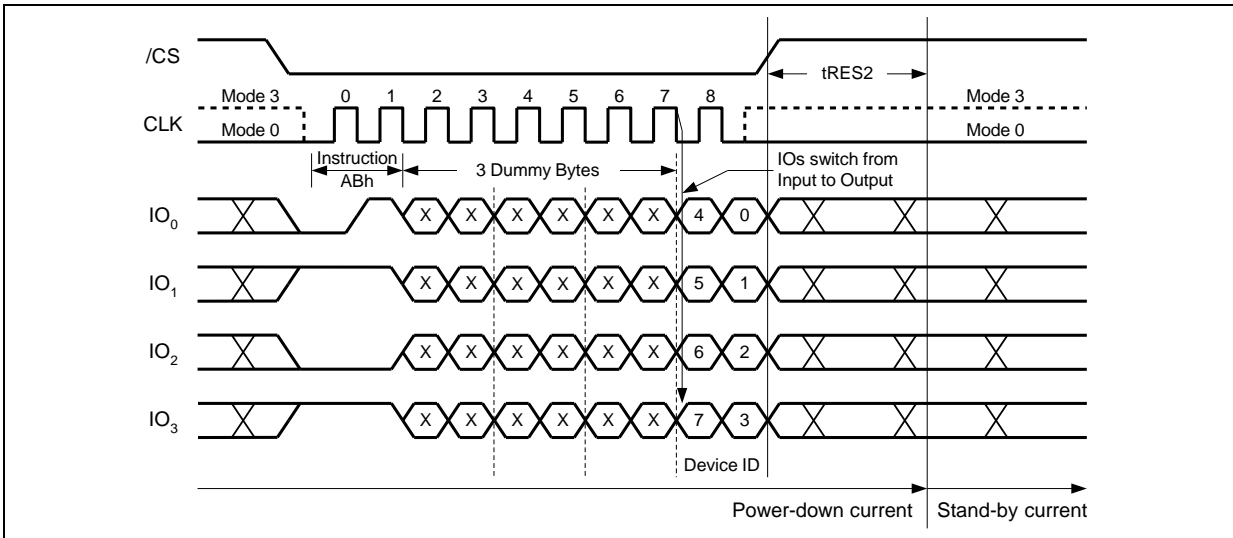 /CS
tRES2
Mode 3 0 1 2 3 4 5 6 7 8 Mode 3
CLK
Mode 0 Mode 0
Instruction
ABh
3 Dummy Bytes
IOs switch from
Input to Output
IO0 X X X X X X 4 0
IO1 X X X X X X 5 1
IO2 X X X X X X 6 2
IO3 X X X X X X 7 3
Device ID
Power-down current Stand-by current